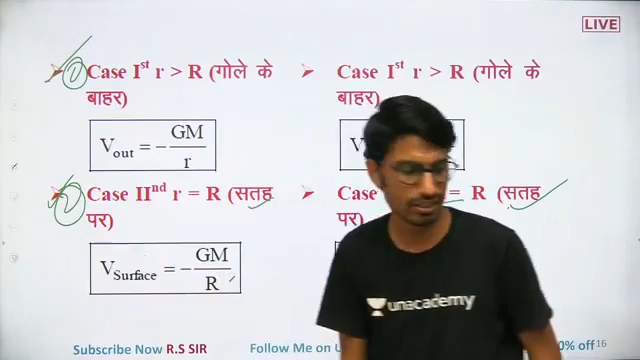 LIVE
➤ Case Ist r > R (गोले के
बाहर)
Vout = − GM / r
➤ Case IInd r = R (सतह
पर)
VSurface = − GM / R
➤ Case Ist r > R (गोले के
बाहर)
V
➤ Case = R (सतह
पर)
unacademy
Subscribe Now R.S SIR
Follow Me on U
0% off
16